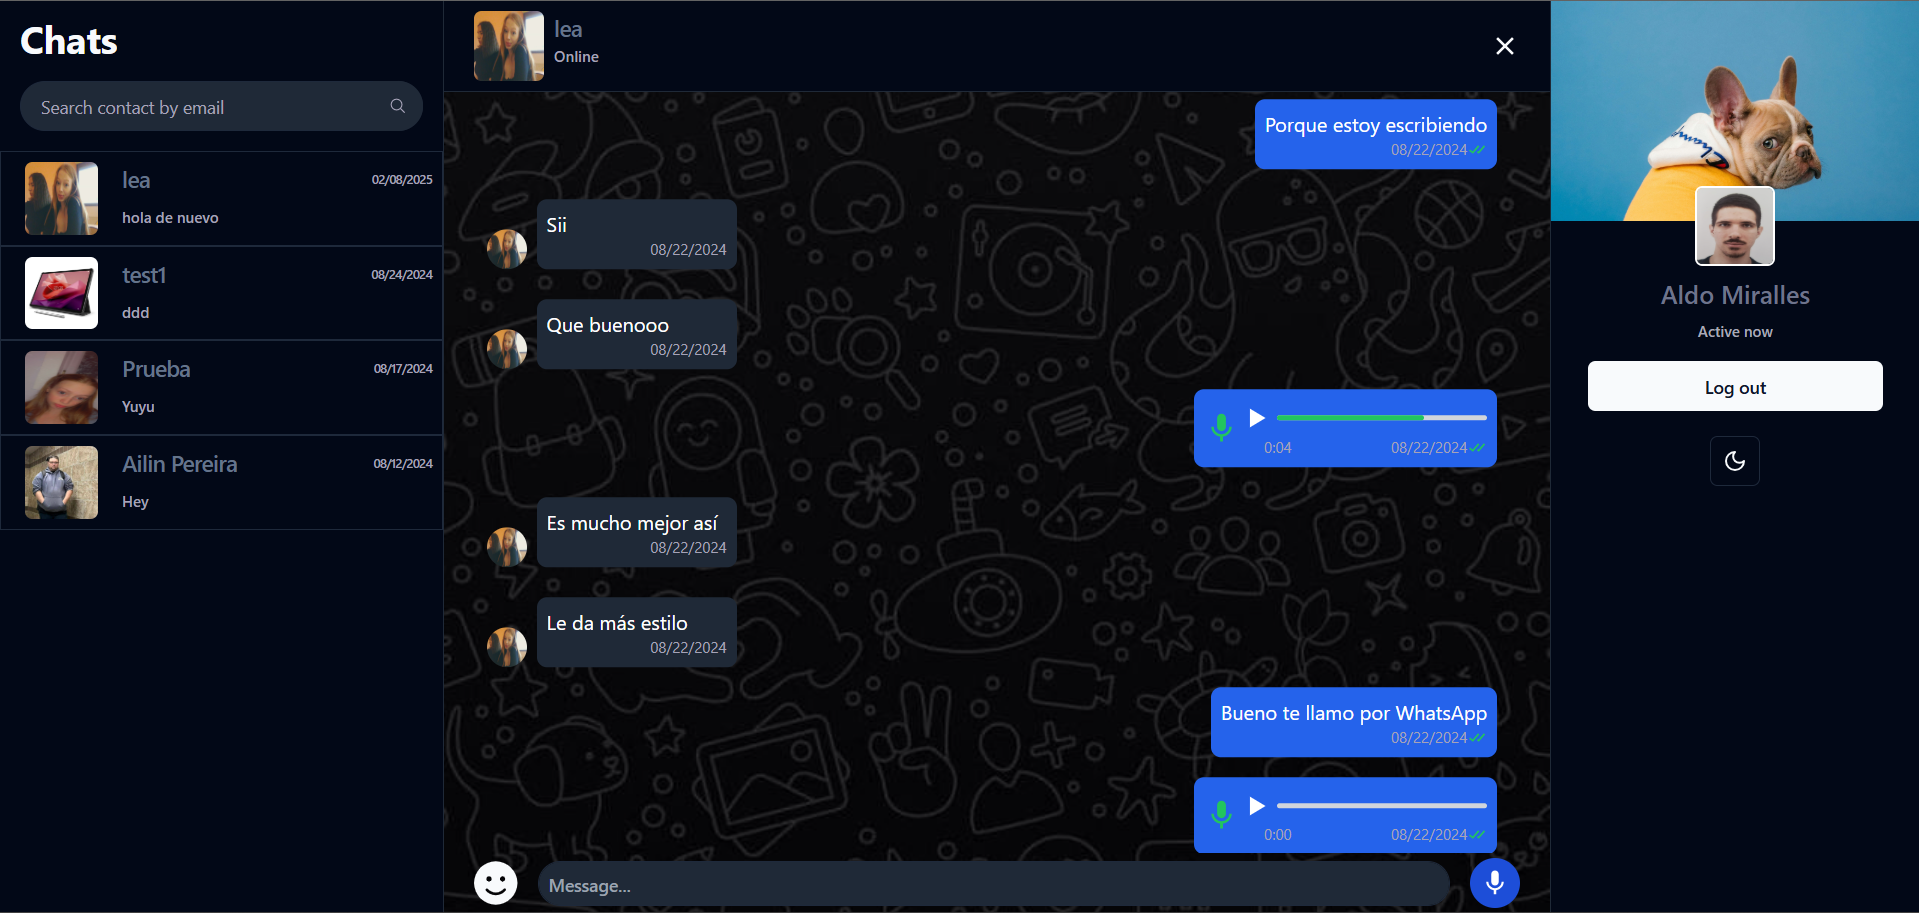 Chats
Search contact by email
lea
02/08/2025
hola de nuevo
test1
08/24/2024
ddd
Prueba
08/17/2024
Yuyu
Ailin Pereira
08/12/2024
Hey
lea
Online
Porque estoy escribiendo
08/22/2024
Sii
08/22/2024
Que buenooo
08/22/2024
0:04 08/22/2024
Es mucho mejor así
08/22/2024
Le da más estilo
08/22/2024
Bueno te llamo por WhatsApp
08/22/2024
0:00 08/22/2024
Message...
Champion
Aldo Miralles
Active now
Log out